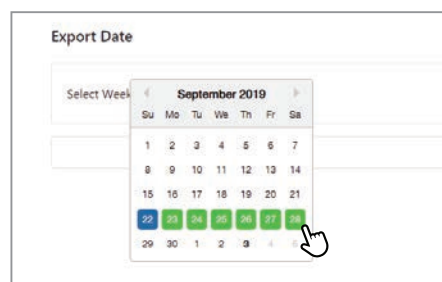 Export Date
Select Week
September 2019
Su Mo Tu We Th Fr Sa
1 2 3 4 5 6 7
8 9 10 11 12 13 14
15 16 17 18 19 20 21
22 23 24 25 26 27 28
29 30 1 2 3 4 5